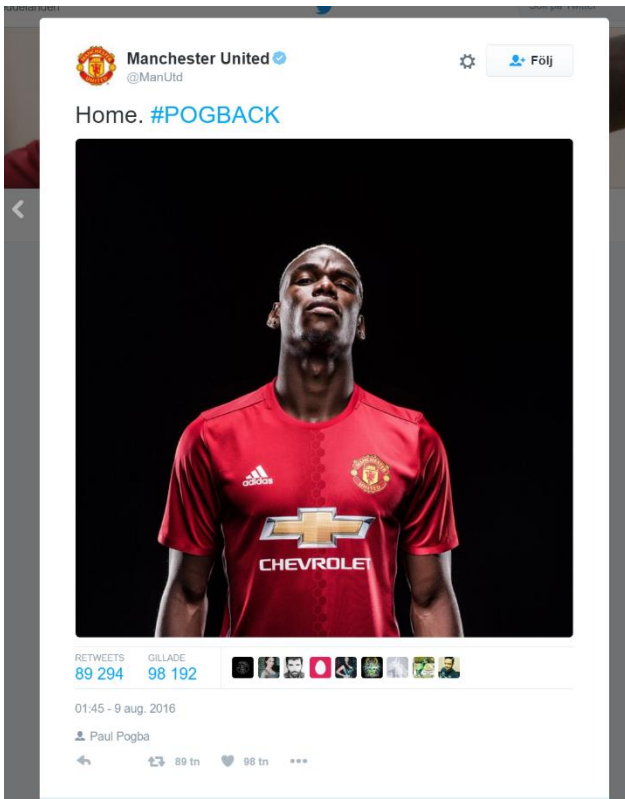 Manchester United
@ManUtd
Följ
Home. #POGBACK
adidas
CHEVROLET
RETWEETS
GILLADE
89 294
98 192
01:45 - 9 aug. 2016
Paul Pogba
89 tn
98 tn